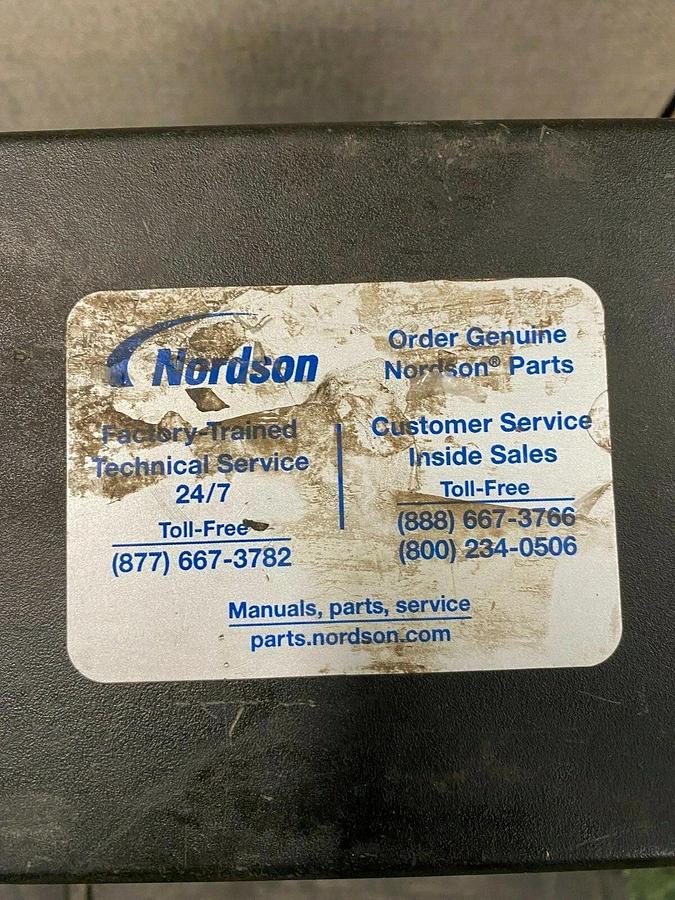 Nordson
Factory-Trained
Technical Service
24/7
Toll-Free
(877) 667-3782
Order Genuine
Nordson® Parts
Customer Service
Inside Sales
Toll-Free
(888) 667-3766
(800) 234-0506
Manuals, parts, service
parts.nordson.com